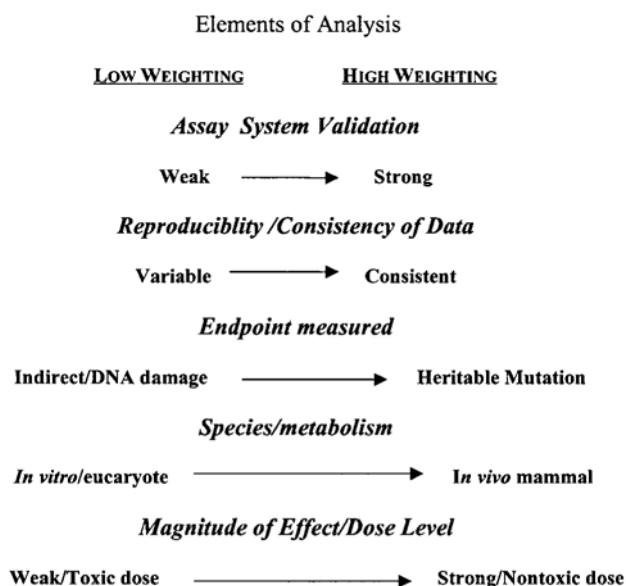 Elements of Analysis
LOW WEIGHTING HIGH WEIGHTING
Assay System Validation
Weak Strong
Reproduciblity /Consistency of Data
Variable Consistent
Endpoint measured
Indirect/DNA damage Heritable Mutation
Species/metabolism
In vitro/eucaryote In vivo mammal
Magnitude of Effect/Dose Level
Weak/Toxic dose Strong/Nontoxic dose